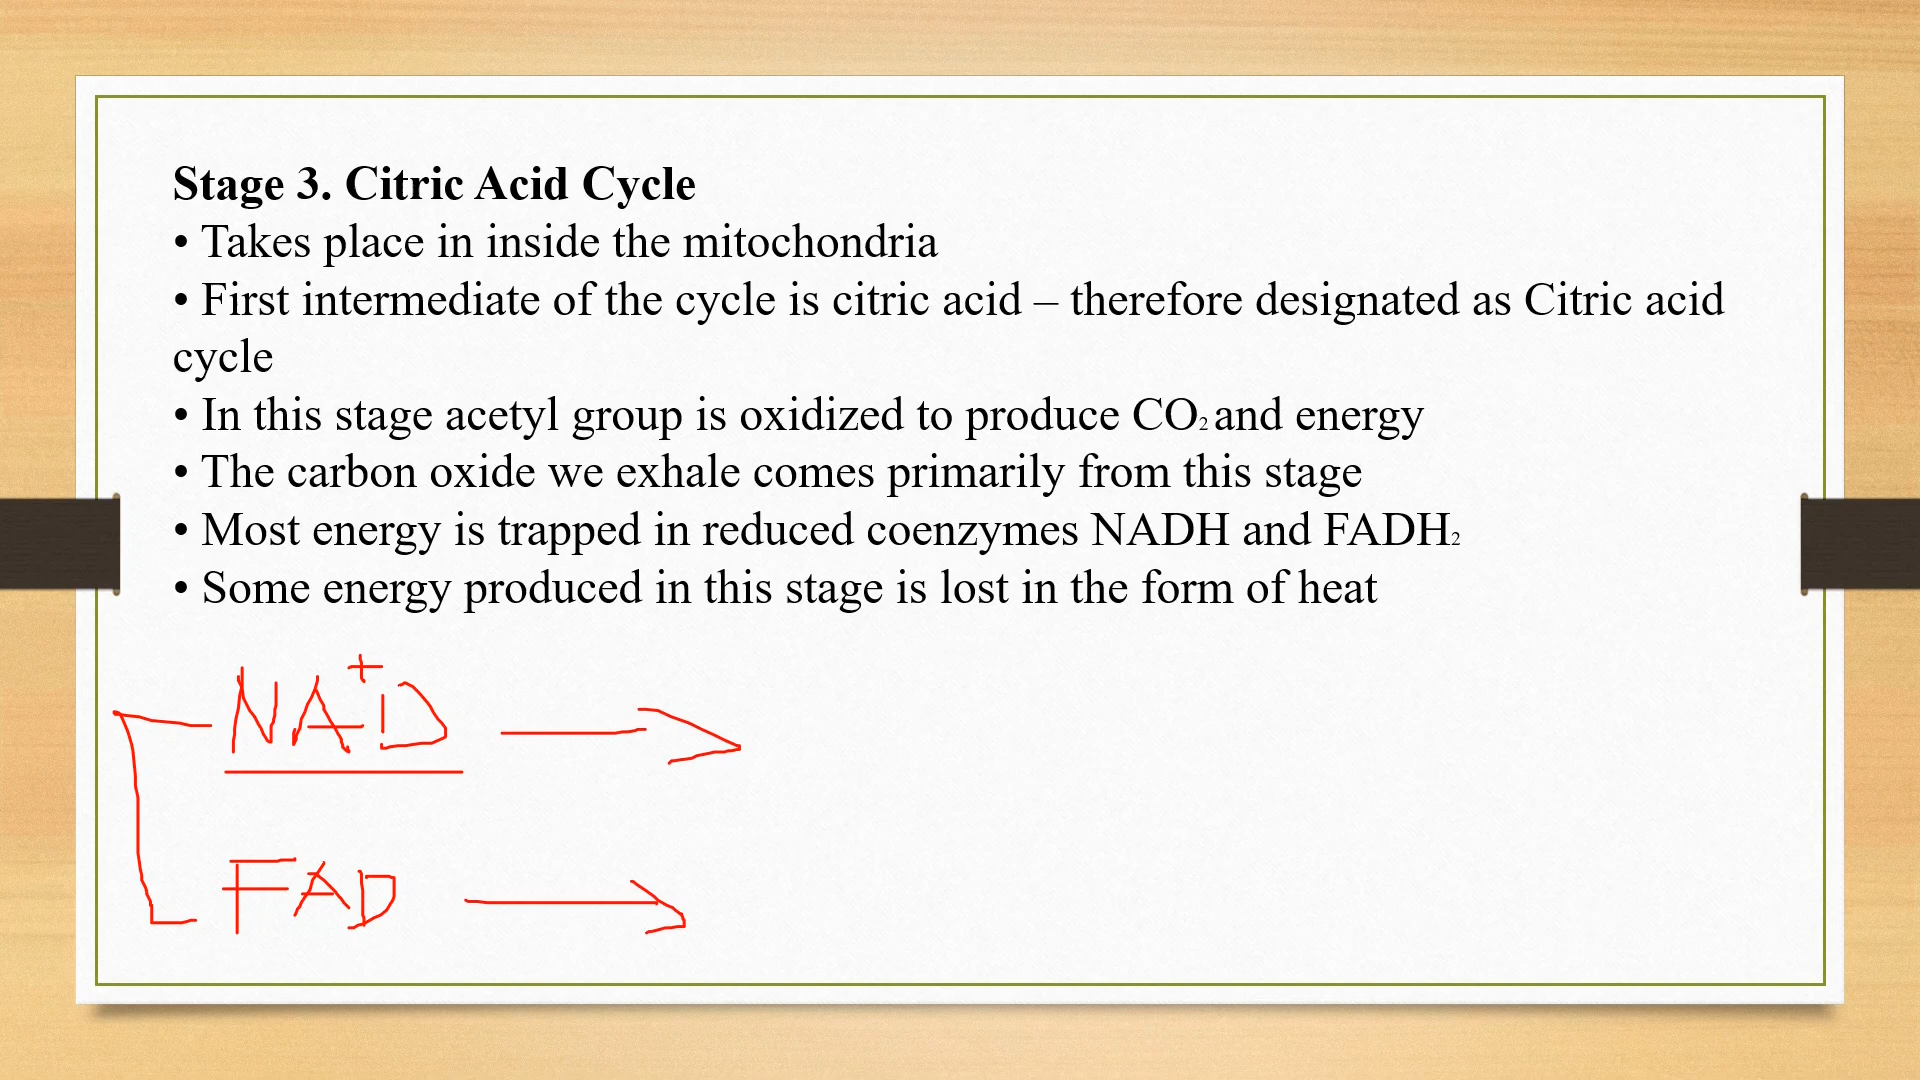 Stage 3. Citric Acid Cycle
• Takes place in inside the mitochondria
• First intermediate of the cycle is citric acid – therefore designated as Citric acid
cycle
• In this stage acetyl group is oxidized to produce CO₂ and energy
• The carbon oxide we exhale comes primarily from this stage
• Most energy is trapped in reduced coenzymes NADH and FADH₂
• Some energy produced in this stage is lost in the form of heat
NA⁺D →
FAD →